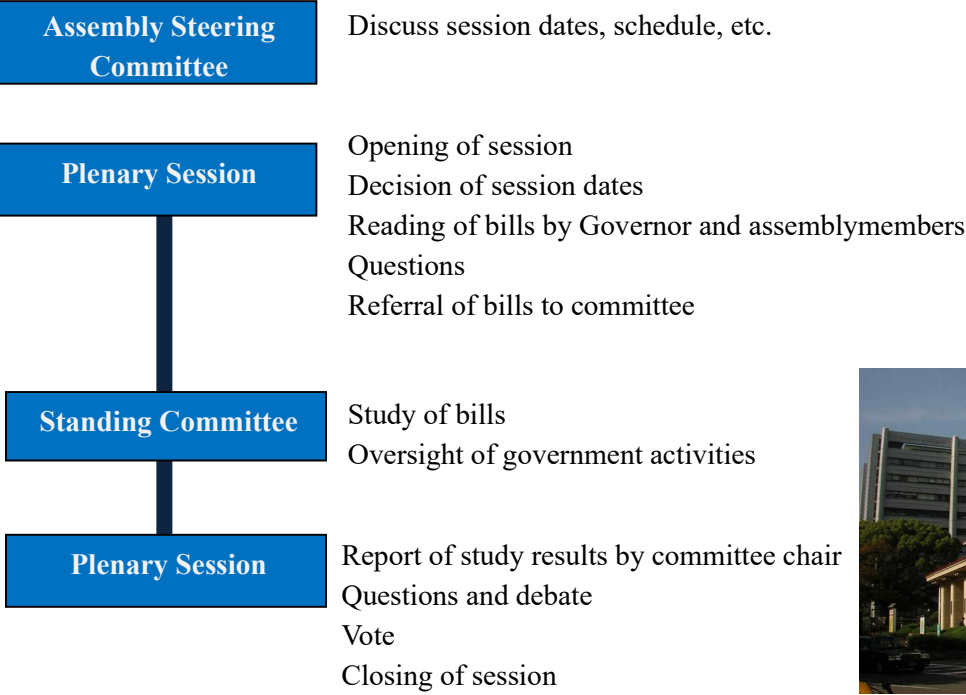 Assembly Steering
Committee
Discuss session dates, schedule, etc.
Plenary Session
Opening of session
Decision of session dates
Reading of bills by Governor and assemblymembers
Questions
Referral of bills to committee
Standing Committee
Study of bills
Oversight of government activities
Plenary Session
Report of study results by committee chair
Questions and debate
Vote
Closing of session